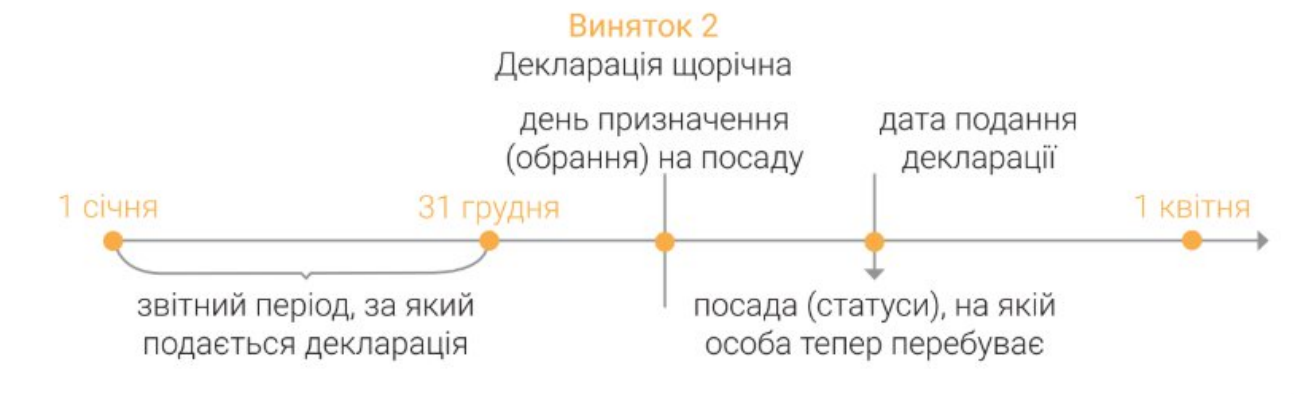 Виняток 2
Декларація щорічна
день призначення
(обрання) на посаду
дата подання
декларації
1 січня
31 грудня
1 квітня
звітний період, за який
подається декларація
посада (статуси), на якій
особа тепер перебуває